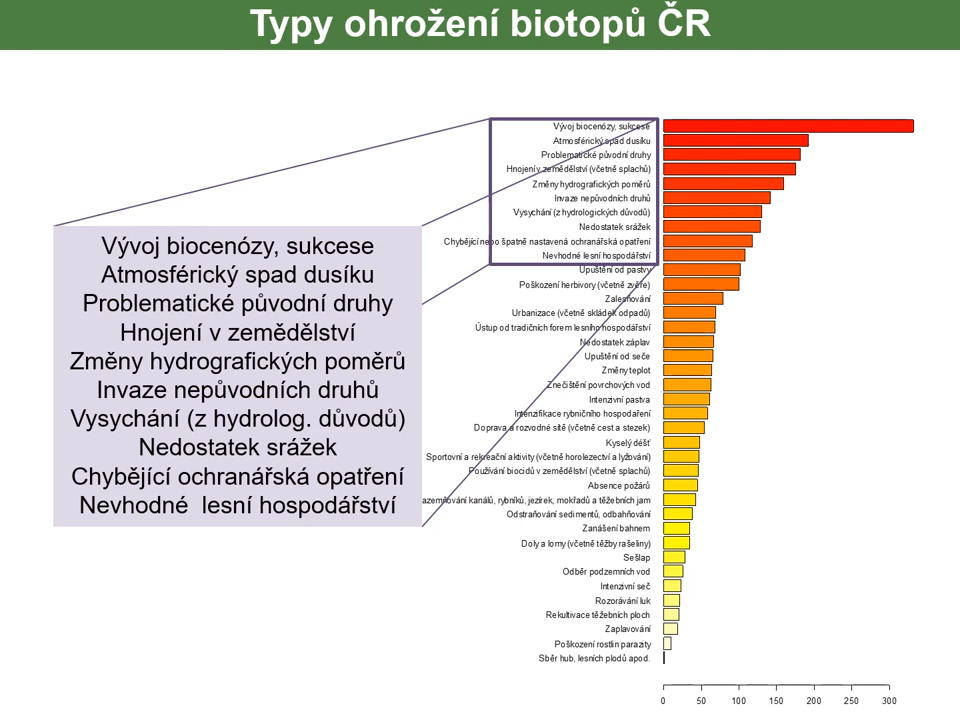 Typy ohrožení biotopů ČR
Vývoj biocenózy, sukcese
Atmosférický spad dusíku
Problematické původní druhy
Hnojení v zemědělství
Změny hydrografických poměrů
Invaze nepůvodních druhů
Vysychání (z hydrolog. důvodů)
Nedostatek srážek
Chybějící ochranářská opatření
Nevhodné lesní hospodářství
Vývoj biocenózy, sukcese
Atmosférický spad dusíku
Problematické původní druhy
Hnojení v zemědělství (včetně splachů)
Změny hydrografických poměrů
Invaze nepůvodních druhů
Vysychání (z hydrologických důvodů)
Nedostatek srážek
Chybějící nebo špatně nastavená ochranářská opatření
Nevhodné lesní hospodářství
Upuštění od pastvy
Poškození herbivory (včetně zvěře)
Zalesňování
Urbanizace (včetně skládek odpadů)
Ústup od tradičních forem lesního hospodářství
Nedostatek záplav
Upuštění od seče
Změny teplot
Znečištění povrchových vod
Intenzivní pastva
Intenzifikace rybničního hospodaření
Doprava a rozvodné sítě (včetně cest a stezek)
Kyselý déšť
Sportovní a rekreační aktivity (včetně horolezectví a lyžování)
Používání biocidů v zemědělství (včetně splachů)
Absence požárů
azemňování kanálů, rybníků, jezírek, mokřadů a těžebních jam
Odstraňování sedimentů, odbahňování
Zanášení bahnem
Doly a lomy (včetně těžby rašeliny)
Sešlap
Odběr podzemních vod
Intenzivní seč
Rozorávání luk
Rekultivace těžebních ploch
Zaplavování
Poškození rostlin parazity
Sběr hub, lesních plodů apod.
0 50 100 150 200 250 300